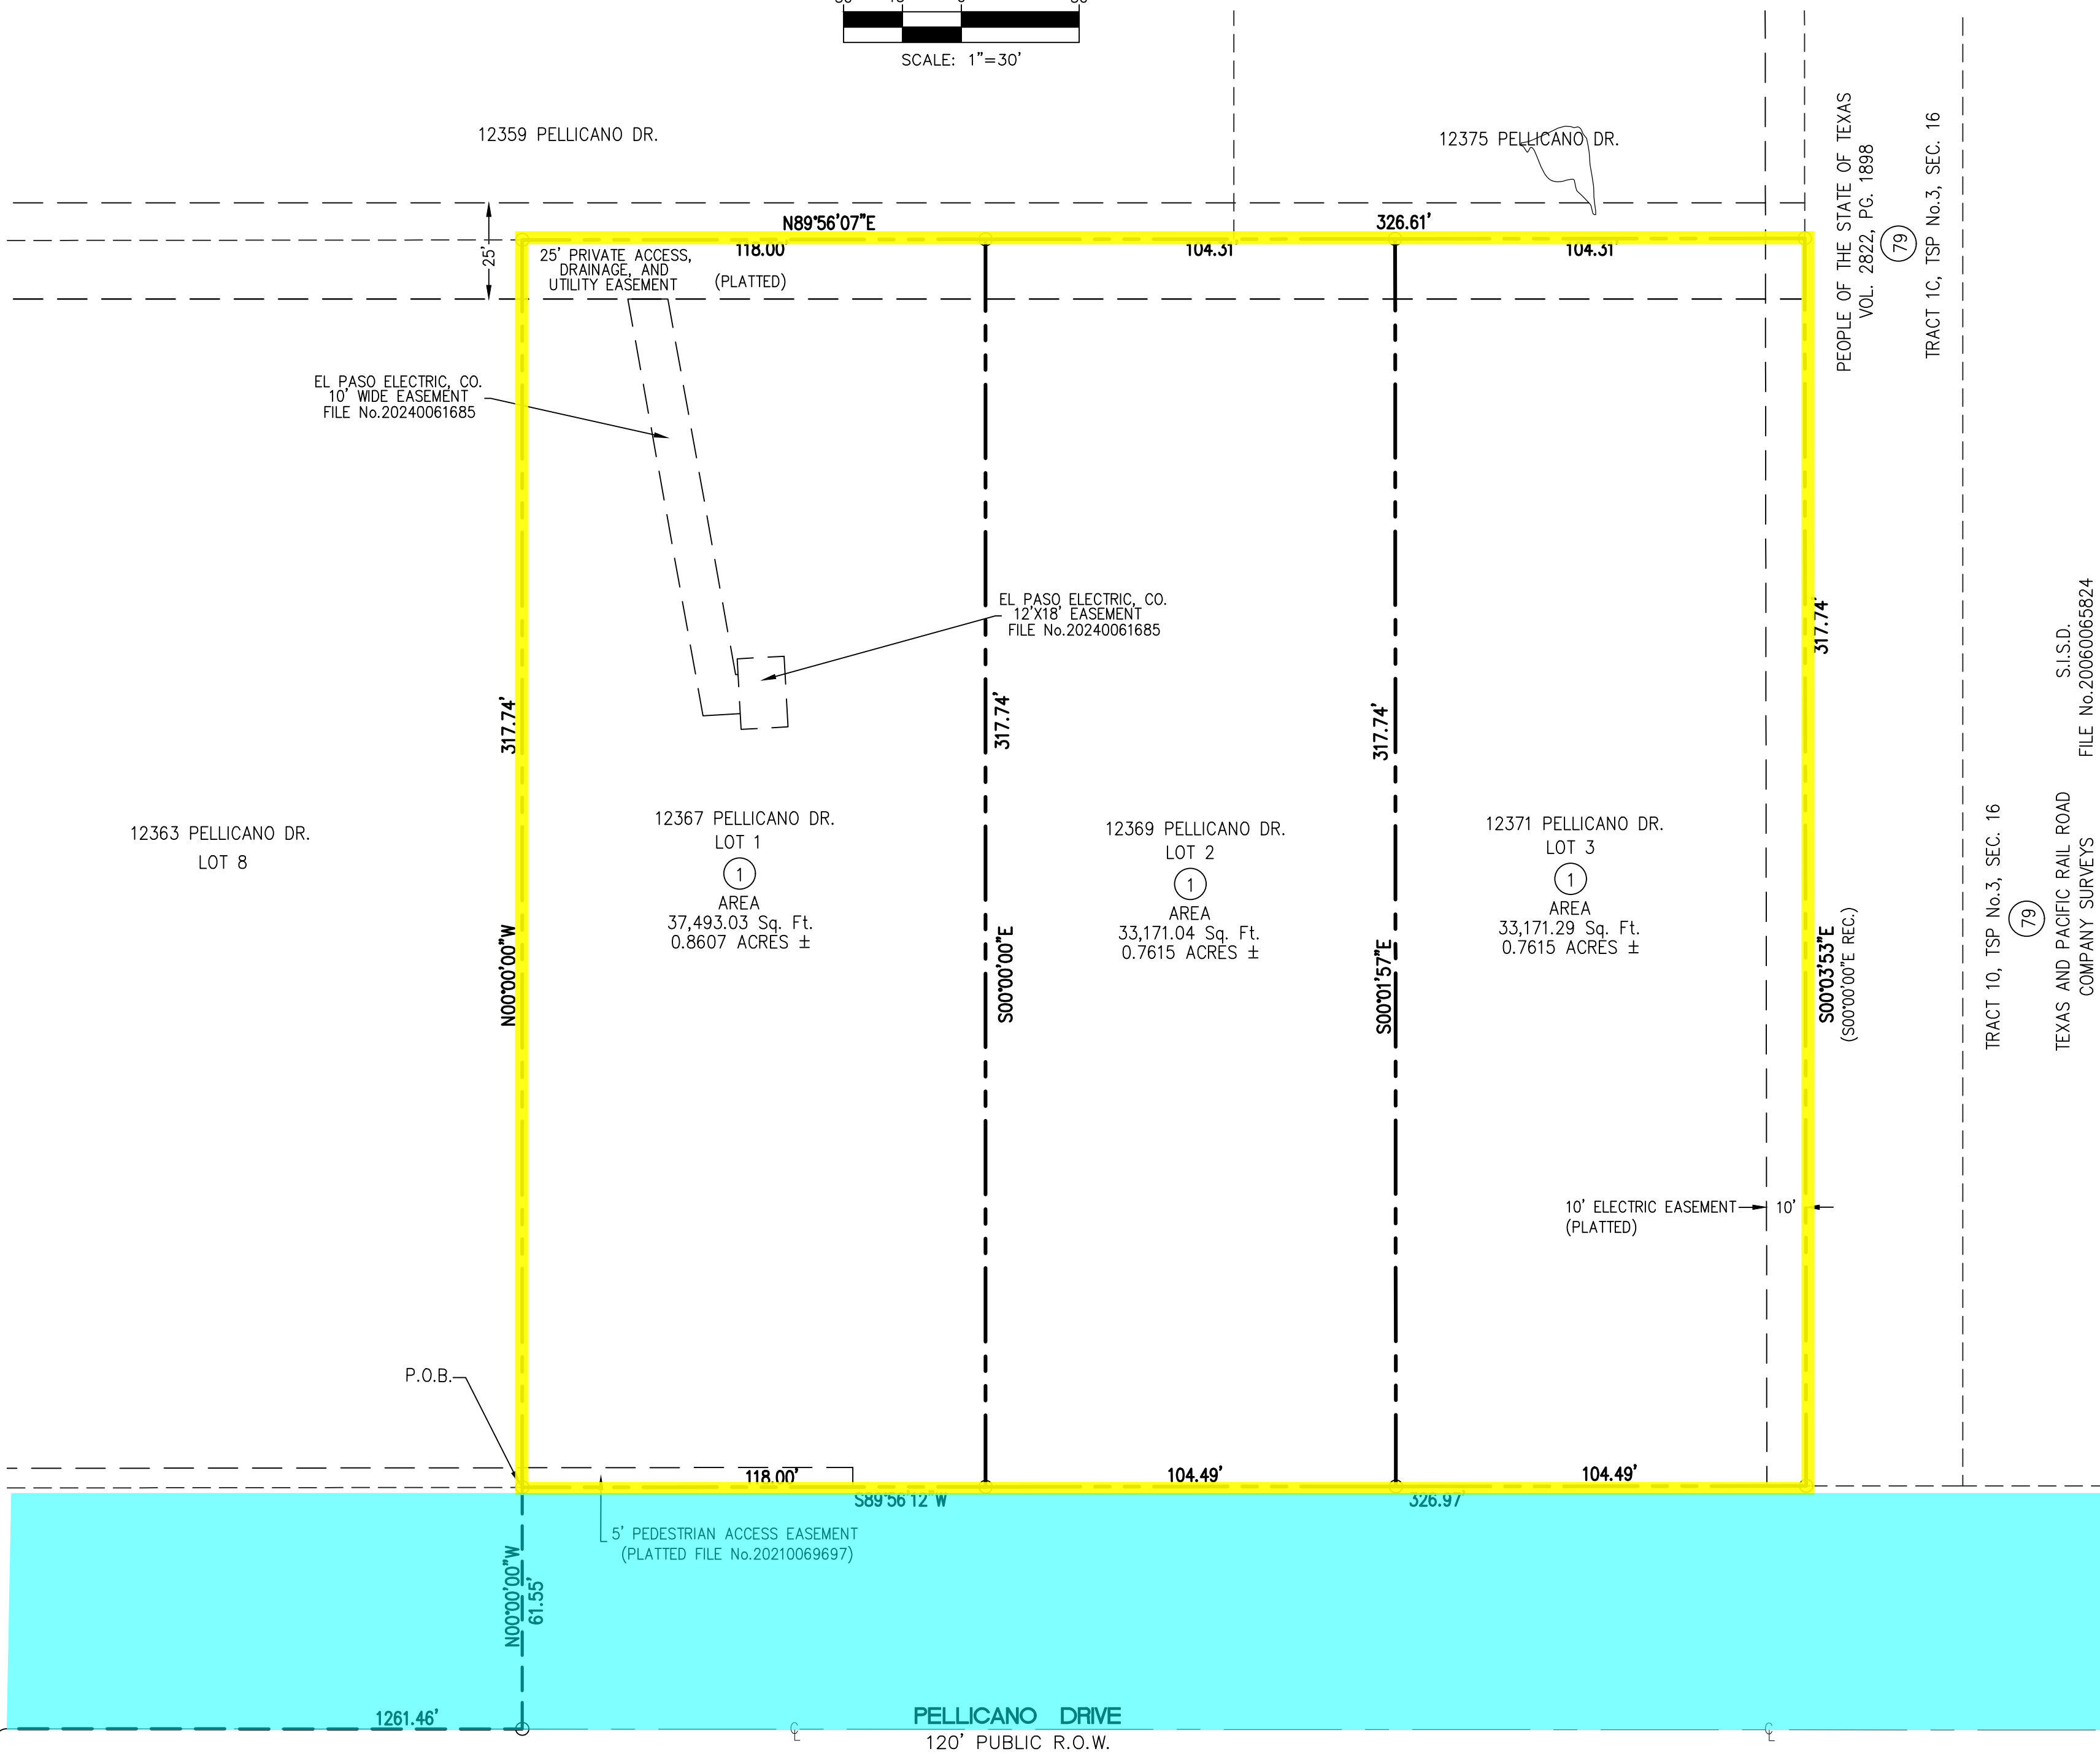 SCALE: 1"=30'
12359 PELLICANO DR.
12375 PELLICANO DR.
N89°56'07"E
326.61'
118.00'
104.31'
104.31'
25'
25' PRIVATE ACCESS,
DRAINAGE, AND
UTILITY EASEMENT
(PLATTED)
PEOPLE OF THE STATE OF TEXAS
VOL. 2822, PG. 1898
79
TRACT 1C, TSP No.3, SEC. 16
EL PASO ELECTRIC, CO.
10' WIDE EASEMENT
FILE No.20240061685
EL PASO ELECTRIC, CO.
12'X18' EASEMENT
FILE No.20240061685
317.74'
317.74'
317.74'
317.74'
S.I.S.D.
FILE No.20060065824
12363 PELLICANO DR.
LOT 8
12367 PELLICANO DR.
LOT 1
1
AREA
37,493.03 Sq. Ft.
0.8607 ACRES ±
12369 PELLICANO DR.
LOT 2
1
AREA
33,171.04 Sq. Ft.
0.7615 ACRES ±
12371 PELLICANO DR.
LOT 3
1
AREA
33,171.29 Sq. Ft.
0.7615 ACRES ±
N00°00'00"W
S00°00'00"E
S00°01'57"E
S00°03'53"E
(S00°00'00"E REC.)
TRACT 10, TSP No.3, SEC. 16
79
TEXAS AND PACIFIC RAIL ROAD
COMPANY SURVEYS
10' ELECTRIC EASEMENT
(PLATTED)
10'
P.O.B.
118.00'
104.49'
104.49'
S89°56'12"W
326.97'
5' PEDESTRIAN ACCESS EASEMENT
(PLATTED FILE No.20210069697)
N00°00'00"W
61.55'
1261.46'
PELLICANO DRIVE
120' PUBLIC R.O.W.